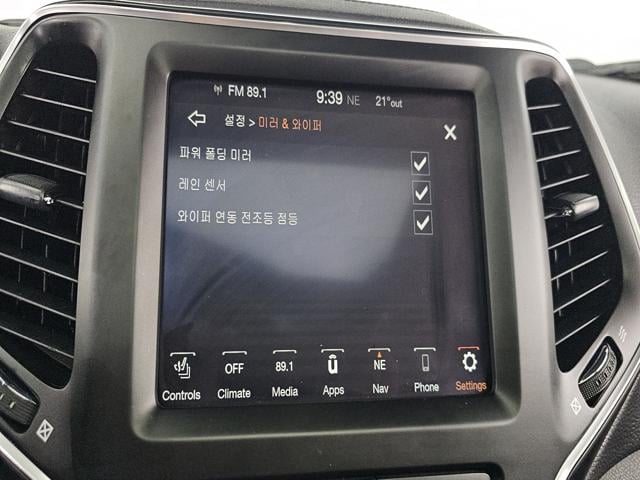 FM 89.1 9:39 NE 21°out
설정 > 미러 & 와이퍼 X
파워 폴딩 미러
레인 센서
와이퍼 연동 전조등 점등
OFF 89.1 u NE
Controls Climate Media Apps Nav Phone Settings